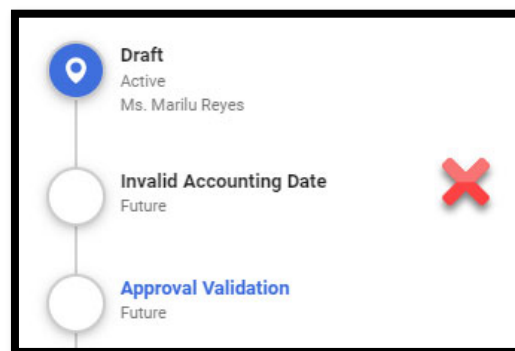 Draft
Active
Ms. Marilu Reyes
Invalid Accounting Date
Future
Approval Validation
Future